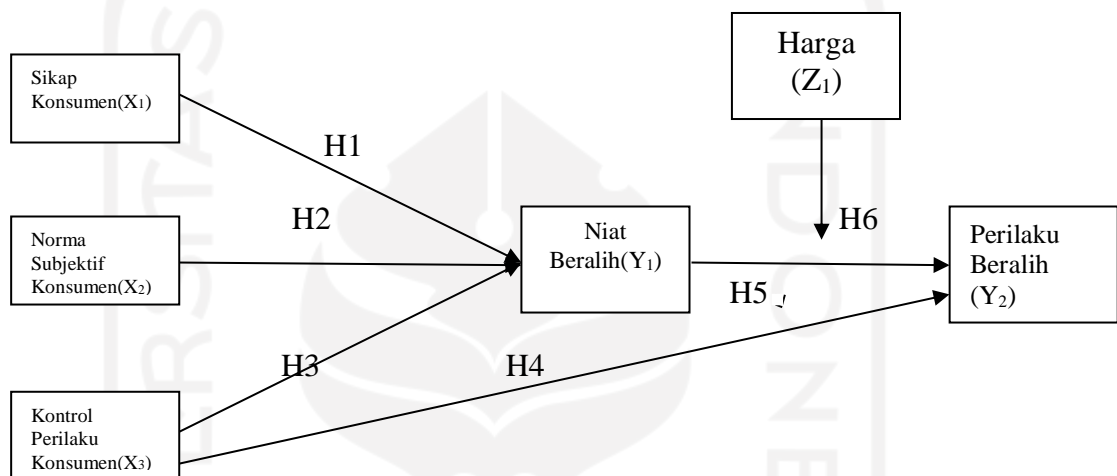 Harga
(Z₁)
Sikap
Konsumen(X₁)
H1
H2
H6
Norma
Subjektif
Konsumen(X₂)
Niat
Beralih(Y₁)
Perilaku
Beralih
(Y₂)
H5
H3
H4
Kontrol
Perilaku
Konsumen(X₃)